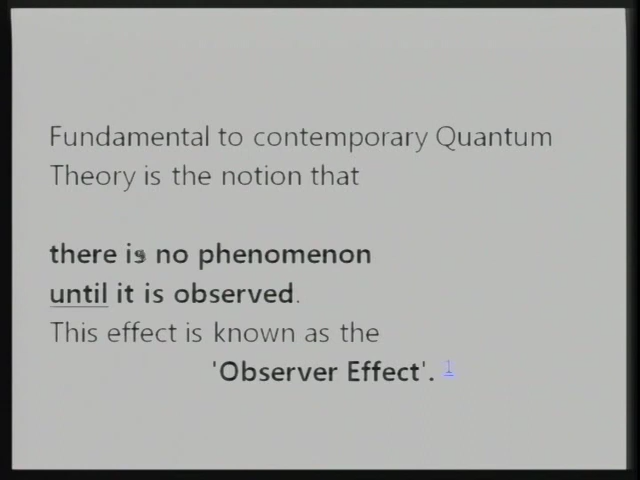 Fundamental to contemporary Quantum
Theory is the notion that
there is no phenomenon
until it is observed.
This effect is known as the
'Observer Effect'. 1